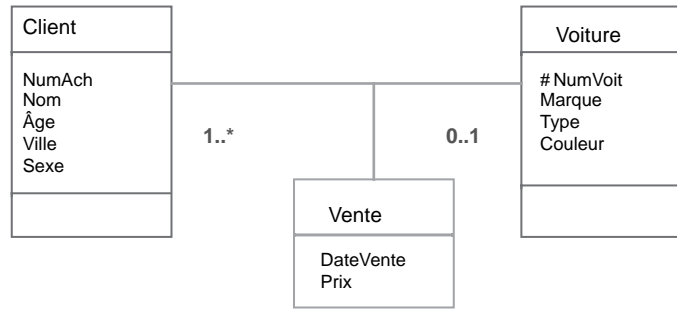 Client
NumAch
Nom
Âge
Ville
Sexe
1..*
0..1
Voiture
# NumVoit
Marque
Type
Couleur
Vente
DateVente
Prix